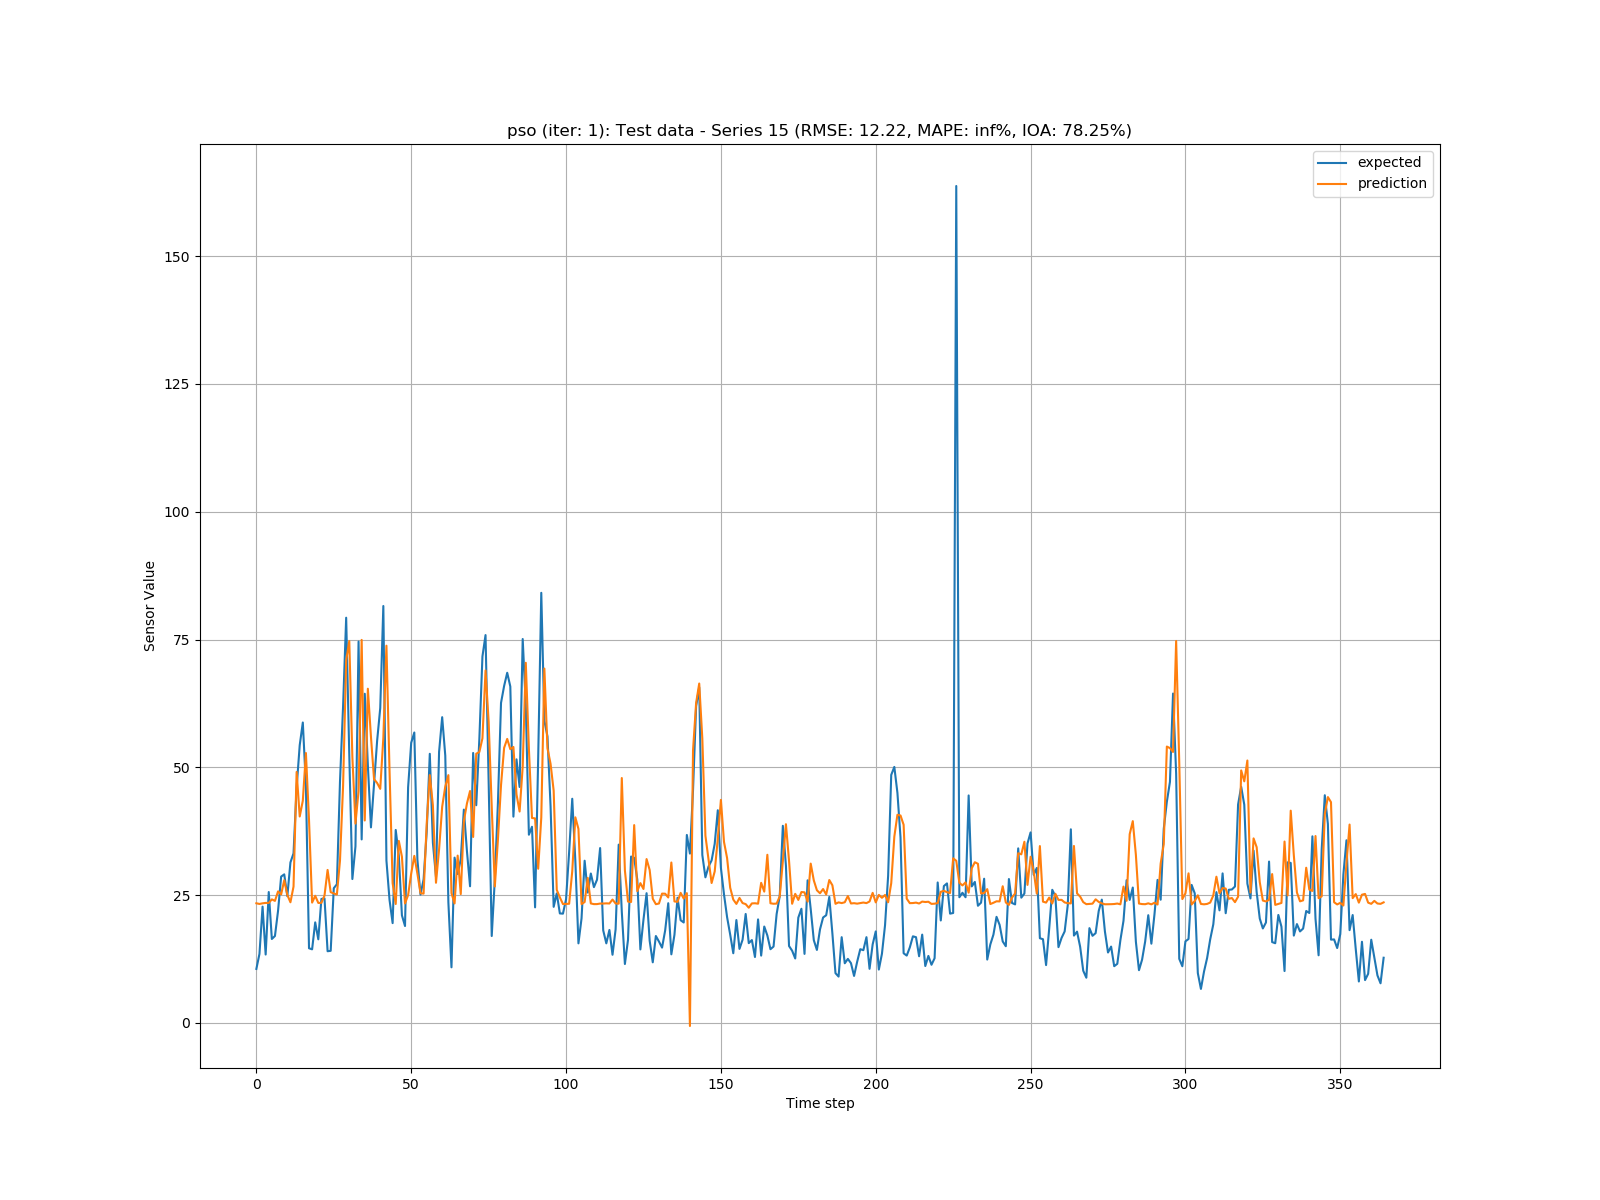 pso (iter: 1): Test data - Series 15 (RMSE: 12.22, MAPE: inf%, IOA: 78.25%)
expected
prediction
150
125
100
75
50
25
0
Sensor Value
0 50 100 150 200 250 300 350
Time step